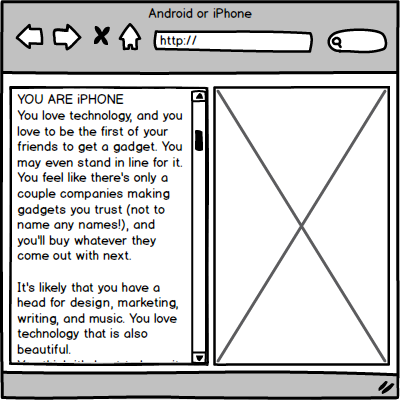 Android or iPhone
http://
YOU ARE iPHONE
You love technology, and you
love to be the first of your
friends to get a gadget. You
may even stand in line for it.
You feel like there's only a
couple companies making
gadgets you trust (not to
name any names!), and
you'll buy whatever they
come out with next.
It's likely that you have a
head for design, marketing,
writing, and music. You love
technology that is also
beautiful.